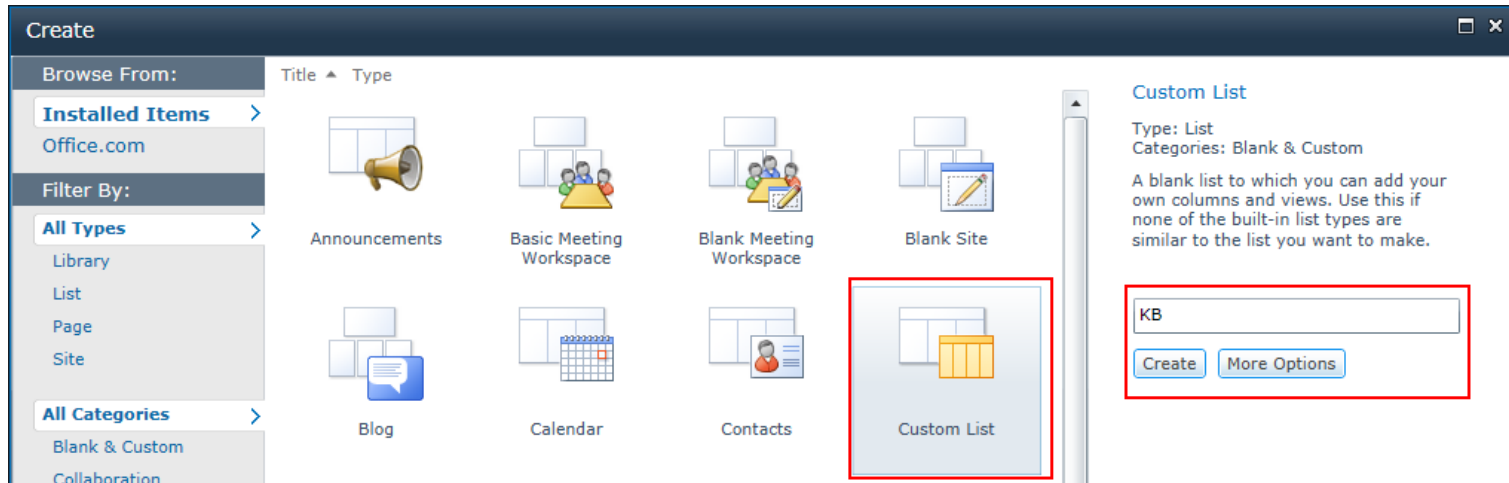 Create
Browse From:
Installed Items
Office.com
Filter By:
All Types
Library
List
Page
Site
All Categories
Blank & Custom
Collaboration
Title Type
Announcements
Basic Meeting
Workspace
Blank Meeting
Workspace
Blank Site
Blog
Calendar
Contacts
Custom List
Custom List
Type: List
Categories: Blank & Custom
A blank list to which you can add your
own columns and views. Use this if
none of the built-in list types are
similar to the list you want to make.
KB
Create More Options